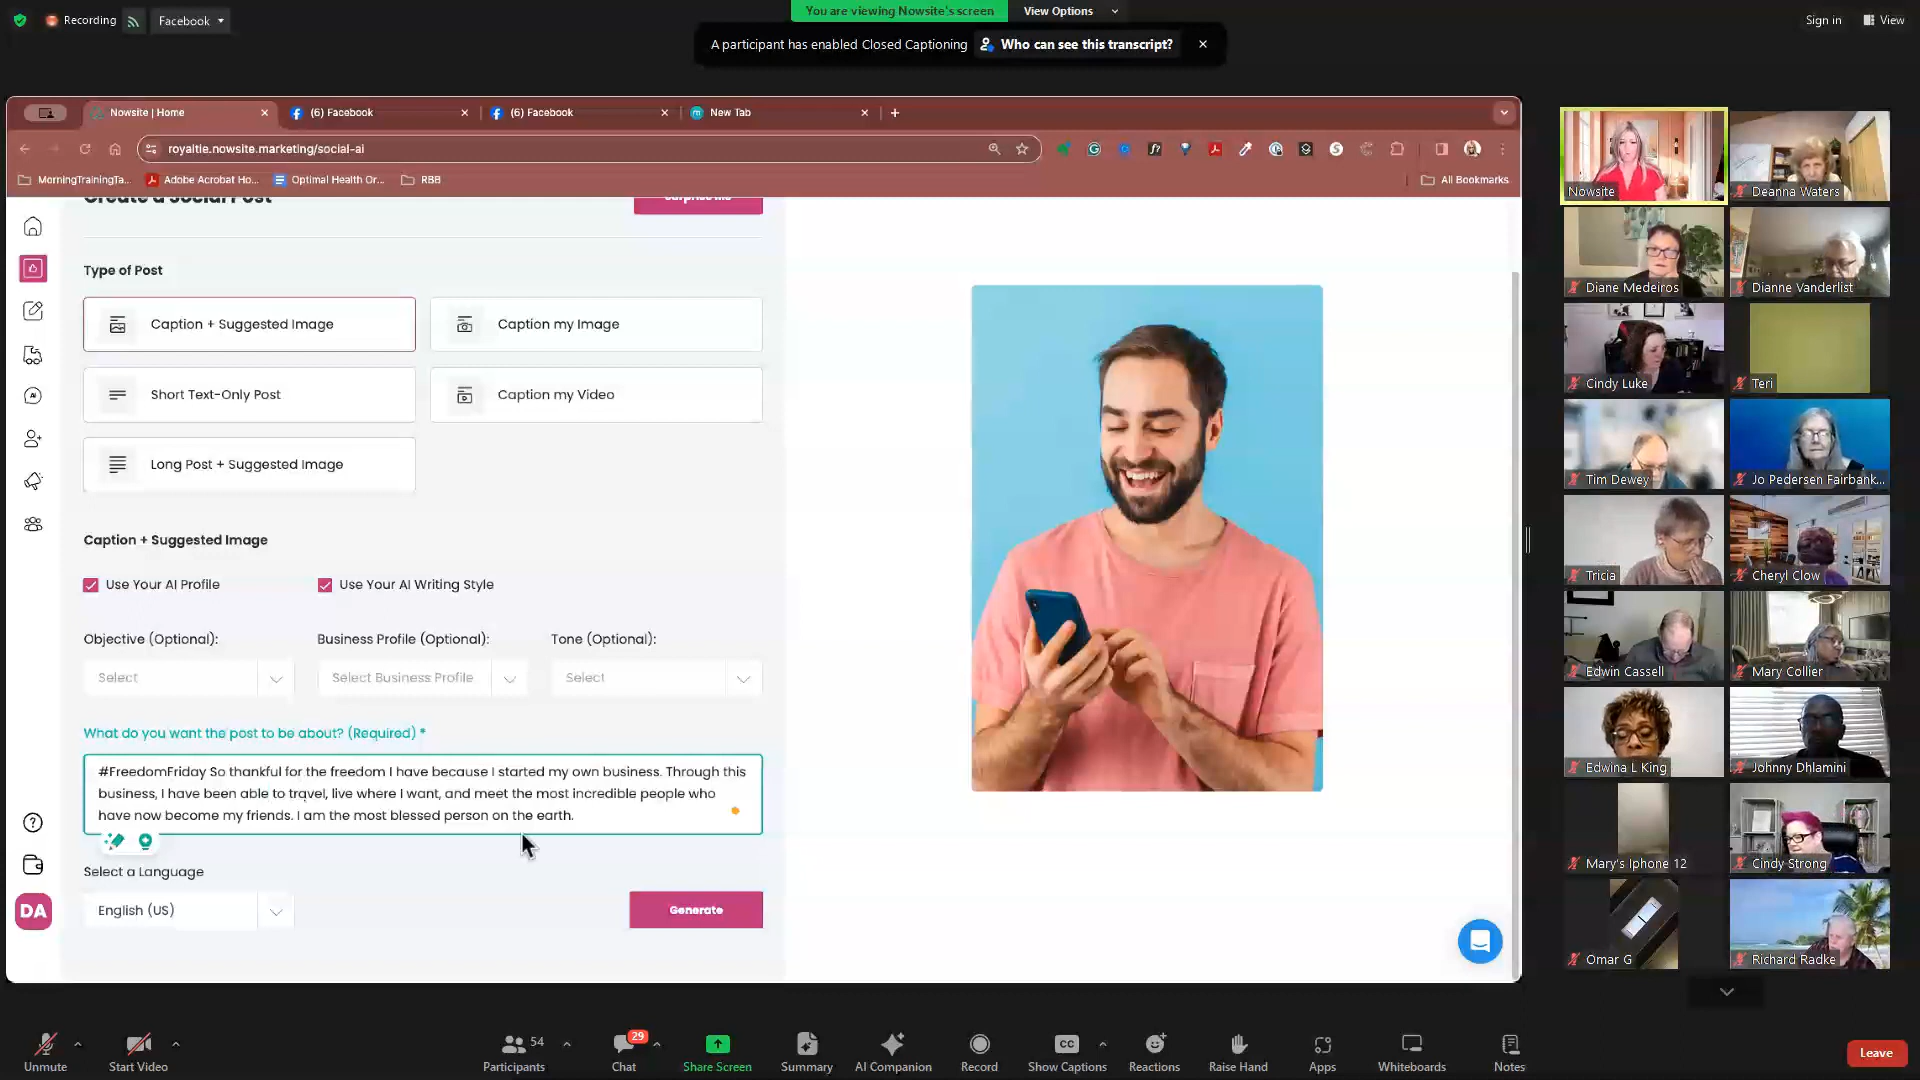 Recording
Facebook
You are viewing Nowsite's screen
View Options
Sign in
View
A participant has enabled Closed Captioning
Who can see this transcript?
Nowsite | Home
(6) Facebook
(6) Facebook
New Tab
royaltie.nowsite.marketing/social-ai
MorningTrainingTa...
Adobe Acrobat Ho...
Optimal Health Or...
RBB
All Bookmarks
Create a Social Post
Surprise Me
Type of Post
Caption + Suggested Image
Caption my Image
Short Text-Only Post
Caption my Video
Long Post + Suggested Image
Caption + Suggested Image
Use Your AI Profile
Use Your AI Writing Style
Objective (Optional):
Business Profile (Optional):
Tone (Optional):
Select
Select Business Profile
Select
What do you want the post to be about? (Required) *
#FreedomFriday So thankful for the freedom I have because I started my own business. Through this
business, I have been able to travel, live where I want, and meet the most incredible people who
have now become my friends. I am the most blessed person on the earth.
Select a Language
English (US)
Generate
DA
Nowsite
Deanna Waters
Diane Medeiros
Dianne Vanderlist
Cindy Luke
Teri
Tim Dewey
Jo Pedersen Fairbank...
Tricia
Cheryl Clow
Edwin Cassell
Mary Collier
Edwina L King
Johnny Dhlamini
Mary's Iphone 12
Cindy Strong
Omar G
Richard Radke
Unmute
Start Video
54
Participants
29
Chat
Share Screen
Summary
AI Companion
Record
CC
Show Captions
Reactions
Raise Hand
Apps
Whiteboards
Notes
Leave